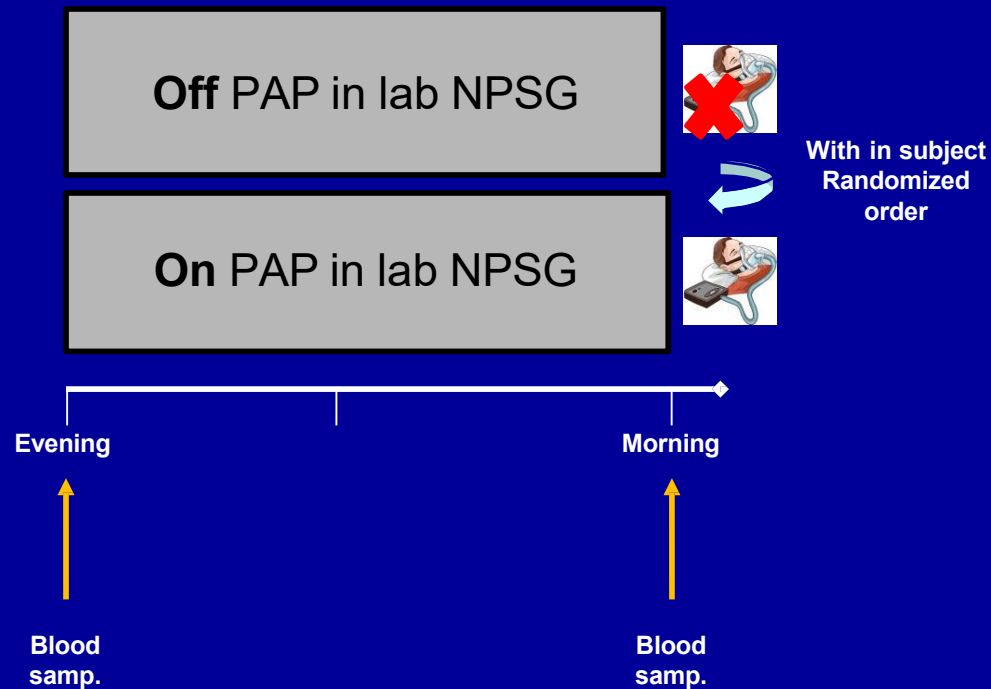 Off PAP in lab NPSG
With in subject
Randomized
order
On PAP in lab NPSG
Evening
Morning
Blood
samp.
Blood
samp.